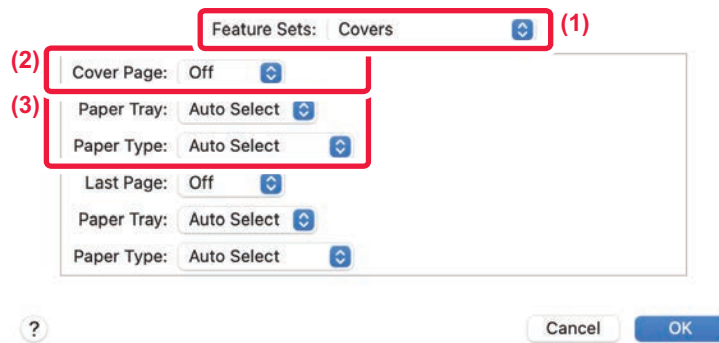 Feature Sets: Covers (1)
(2) Cover Page: Off
(3) Paper Tray: Auto Select
Paper Type: Auto Select
Last Page: Off
Paper Tray: Auto Select
Paper Type: Auto Select
? Cancel OK